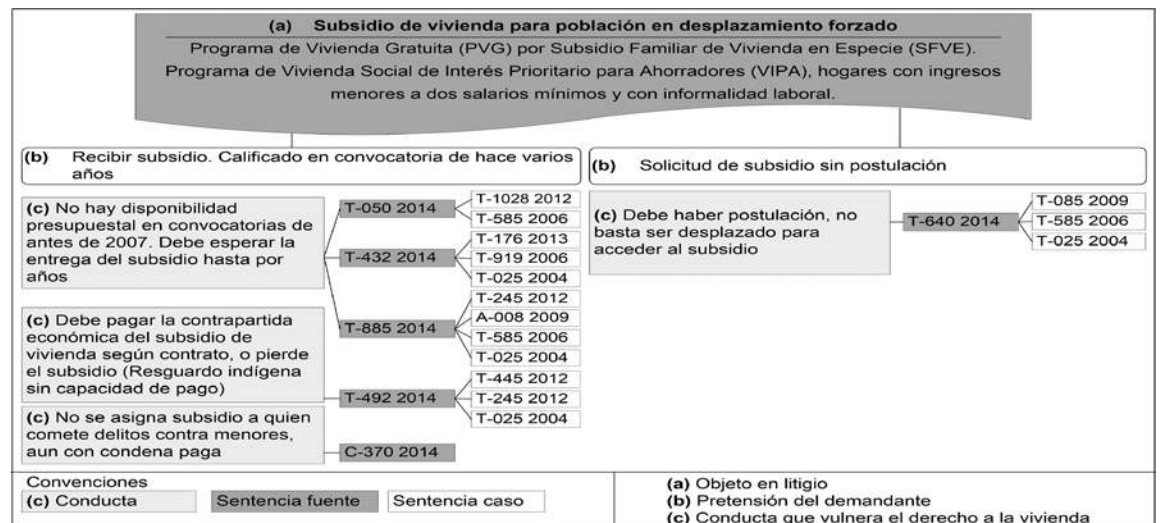 (a) Subsidio de vivienda para población en desplazamiento forzado
Programa de Vivienda Gratuita (PVG) por Subsidio Familiar de Vivienda en Especie (SFVE).
Programa de Vivienda Social de Interés Prioritario para Ahorradores (VIPA), hogares con ingresos
menores a dos salarios mínimos y con informalidad laboral.
(b) Recibir subsidio. Calificado en convocatoria de hace varios
años
(c) No hay disponibilidad
presupuestal en convocatorias de
antes de 2007. Debe esperar la
entrega del subsidio hasta por
años
T-050 2014
T-1028 2012
T-585 2006
T-432 2014
T-176 2013
T-919 2006
T-025 2004
T-885 2014
T-245 2012
A-008 2009
T-585 2006
T-025 2004
(c) Debe pagar la contrapartida
económica del subsidio de
vivienda según contrato, o pierde
el subsidio (Resguardo indígena
sin capacidad de pago)
T-492 2014
T-445 2012
T-245 2012
T-025 2004
(c) No se asigna subsidio a quien
comete delitos contra menores,
aun con condena paga
C-370 2014
(b) Solicitud de subsidio sin postulación
(c) Debe haber postulación, no
basta ser desplazado para
acceder al subsidio
T-640 2014
T-085 2009
T-585 2006
T-025 2004
Convenciones
(c) Conducta
Sentencia fuente
Sentencia caso
(a) Objeto en litigio
(b) Pretensión del demandante
(c) Conducta que vulnera el derecho a la vivienda